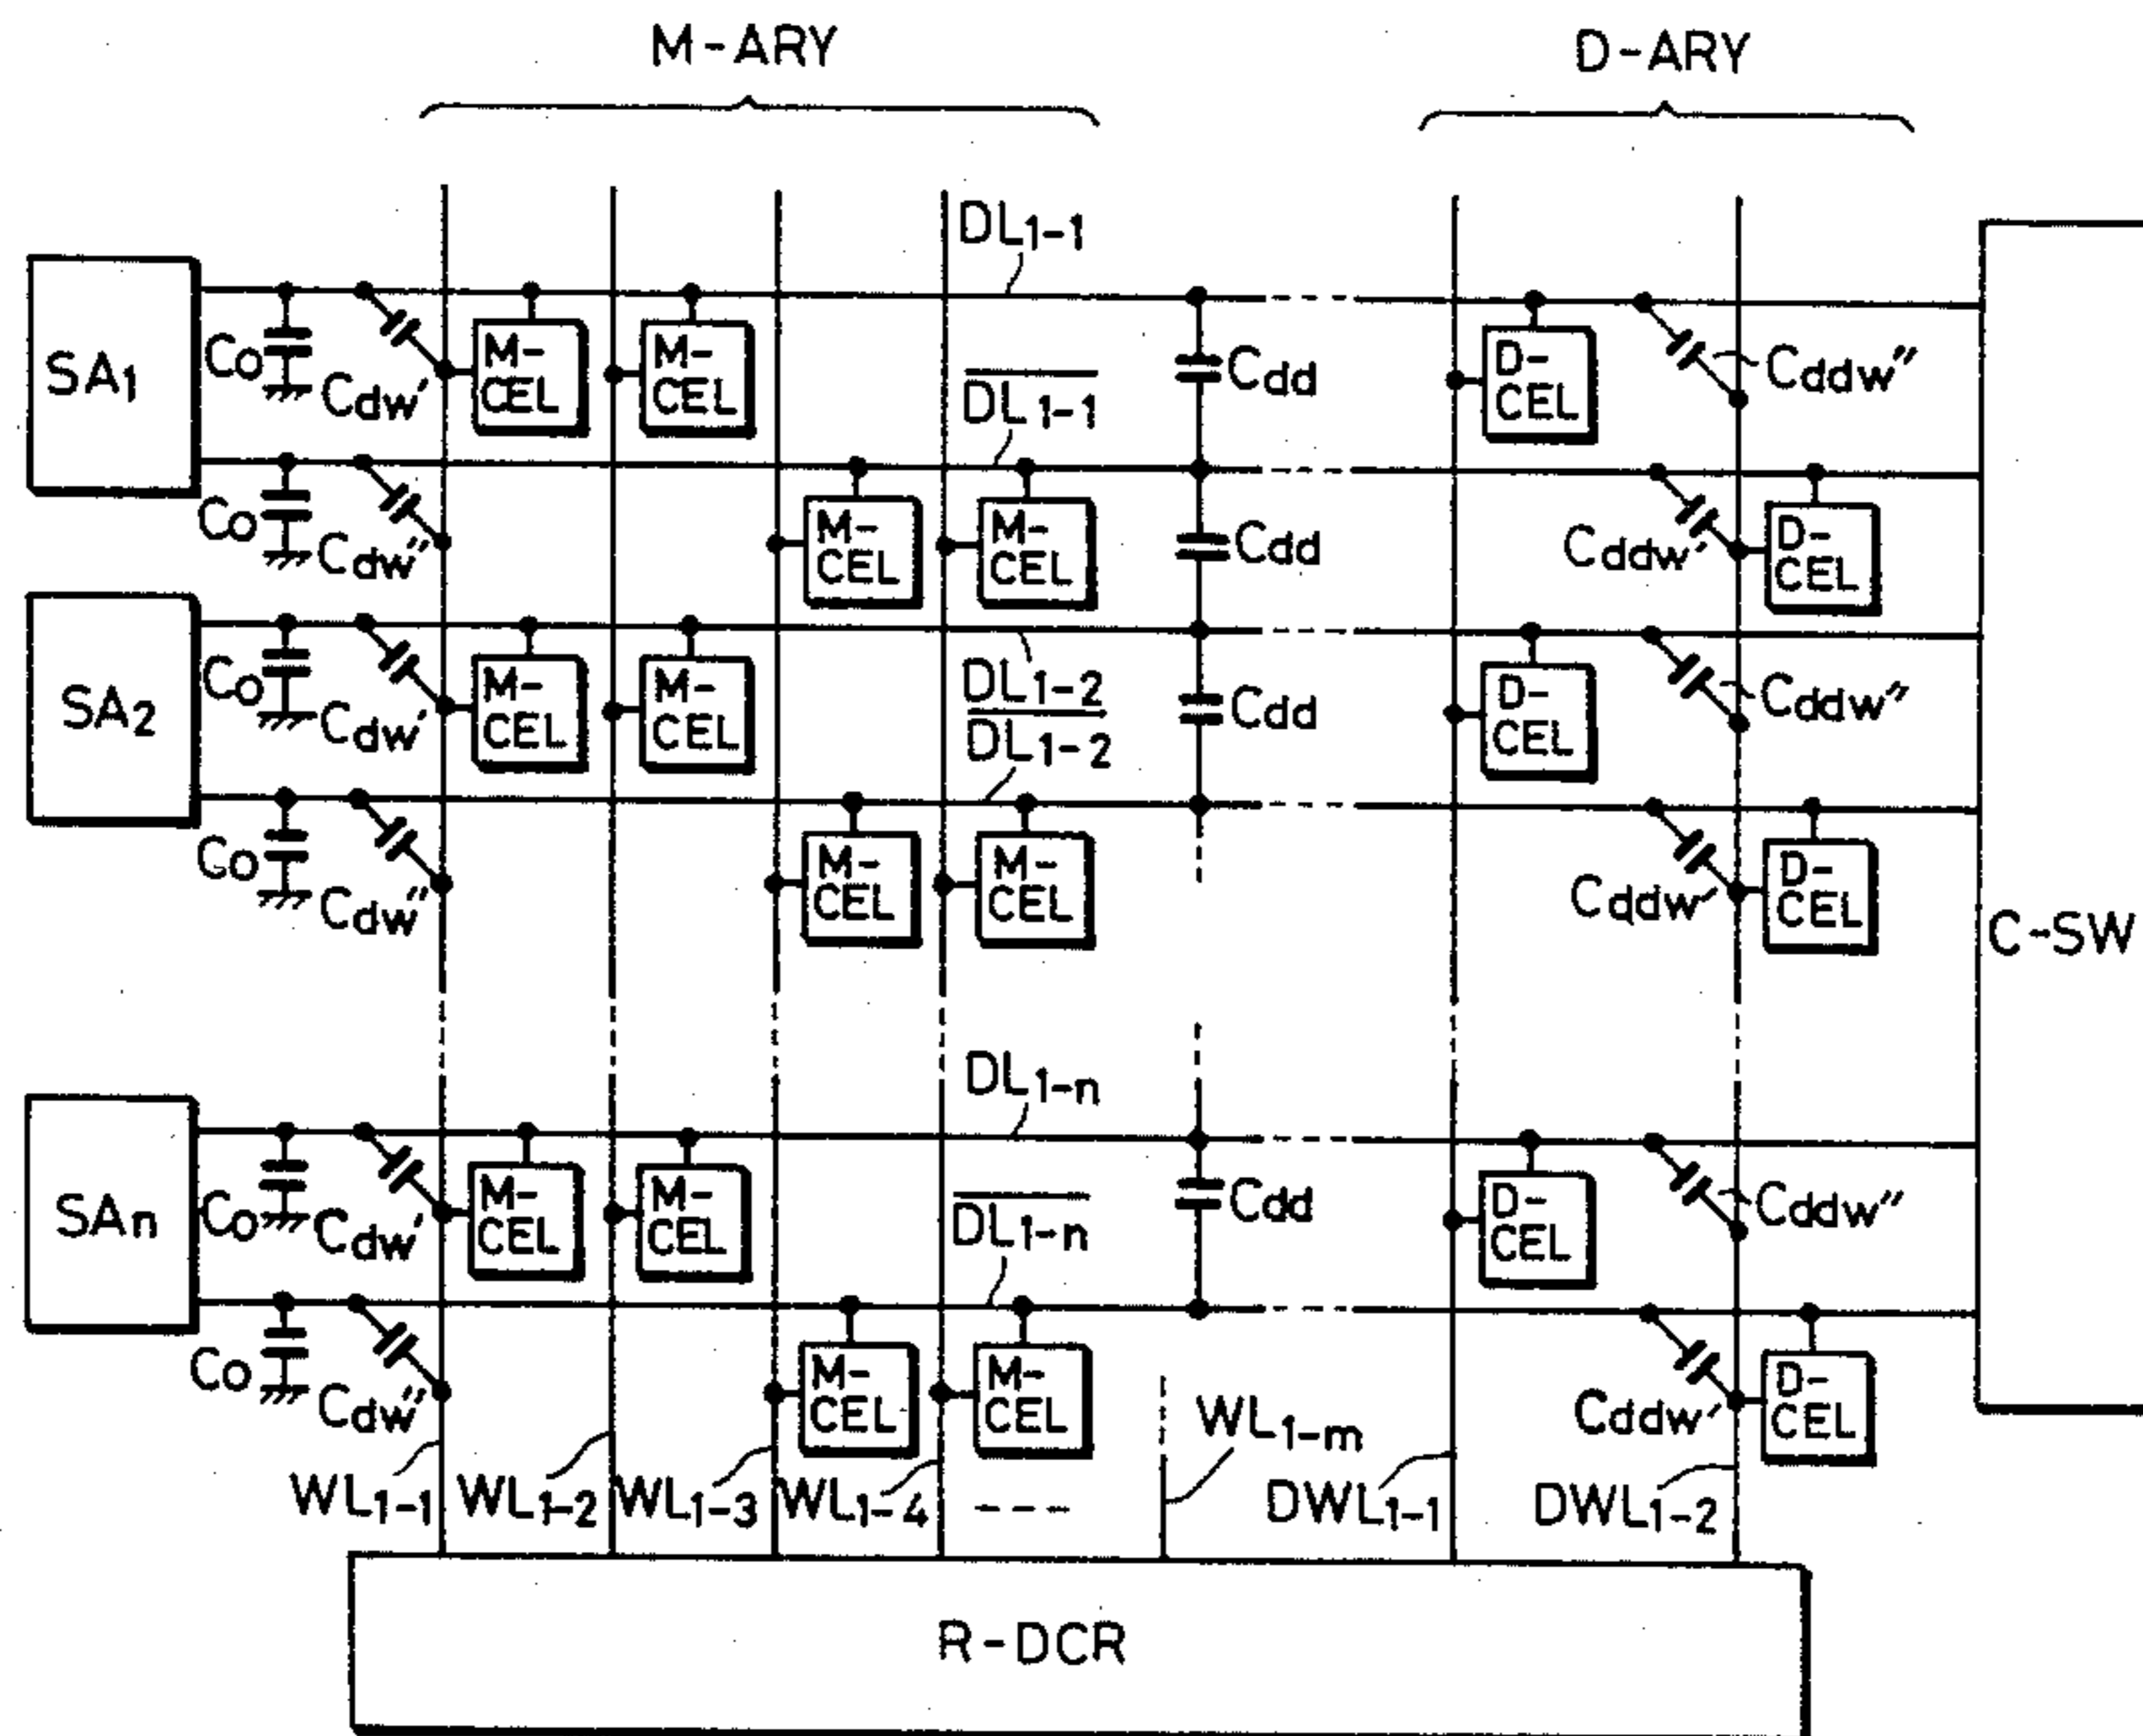 M-ARY D-ARY
DL1-1
SA1 Co Cdw' M-CEL M-CEL Cdd D-CEL Cddw"
DL1-1
Co Cdw" M-CEL M-CEL Cdd Cddw' D-CEL
SA2 Co Cdw' M-CEL M-CEL DL1-2 Cdd D-CEL Cddw"
DL1-2
Co Cdw" M-CEL M-CEL Cddw' D-CEL
C-SW
DL1-n
SAn Co Cdw' M-CEL M-CEL Cdd D-CEL Cddw"
DL1-n
Co Cdw" M-CEL M-CEL Cddw' D-CEL
WL1-1 WL1-2 WL1-3 WL1-4 --- WL1-m DWL1-1 DWL1-2
R-DCR